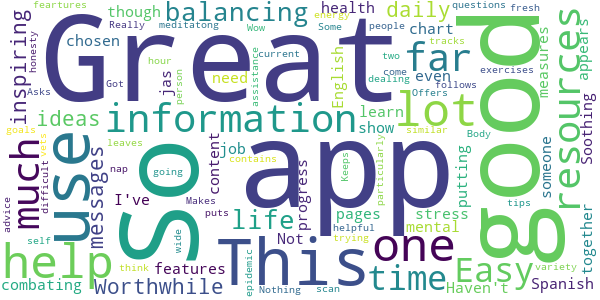 feartures
though
balancing
health
energy
questions
fresh
Really
meditatong
Wow
Some
people
daily
honesty
chosen
current
two
chart
tracks
Great
good
inspiring
Asks
hour
jas
need
assistance
English
dealing
come
far
even
Offers
exercises
measures
appears
resources
Got
person
follows
ideas
information
learn
lot
show
similar
Soothing
use
goals
difficult
vets
messages
leaves
contains
job
content
So
app
Keeps
particularly
putting
someone
Body
much
advice
nap
I've
going
progress
pages
stress
one
tips
together
life
Makes
puts
Not
helpful
mental
self
wide
This
trying
Easy
help
features
time
think
variety
combating
Worthwhile
epidemic
Nothing
scan
Haven't
Spanish